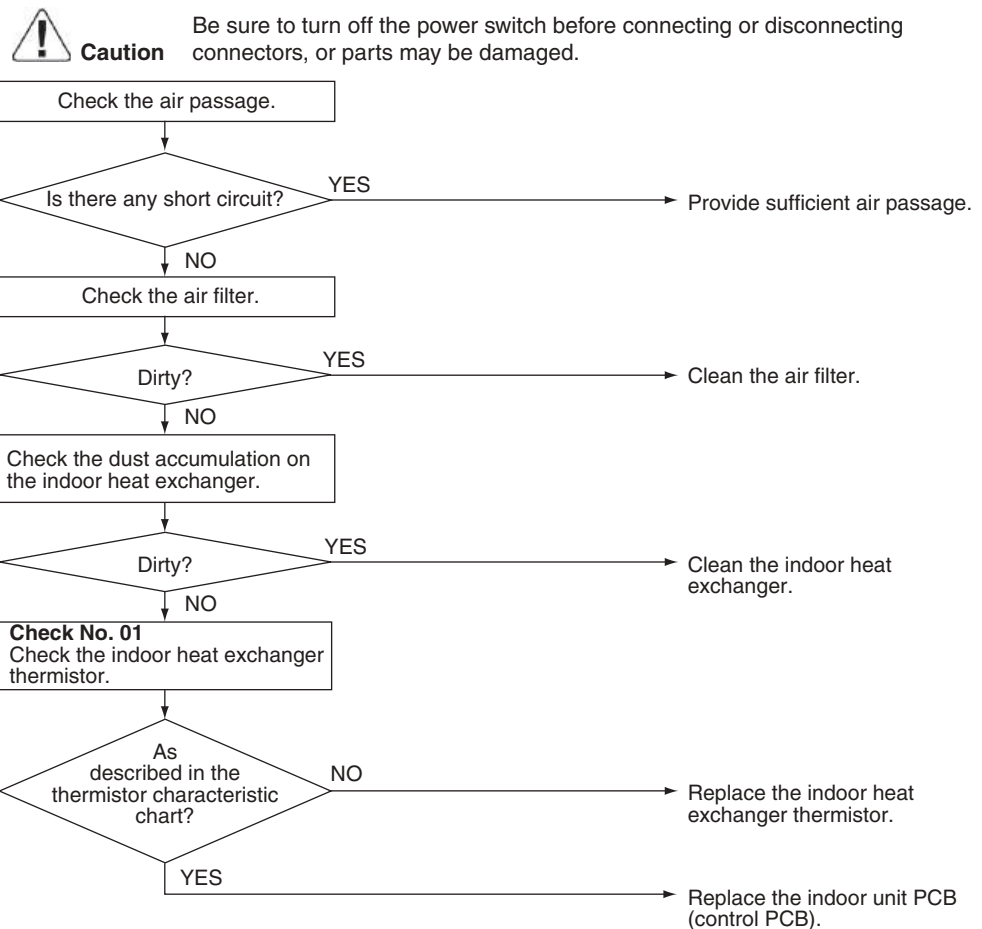 Be sure to turn off the power switch before connecting or disconnecting
Caution connectors, or parts may be damaged.
Check the air passage.
Is there any short circuit?
YES
Provide sufficient air passage.
NO
Check the air filter.
Dirty?
YES
Clean the air filter.
NO
Check the dust accumulation on
the indoor heat exchanger.
Dirty?
YES
Clean the indoor heat
exchanger.
NO
Check No. 01
Check the indoor heat exchanger
thermistor.
As
described in the
thermistor characteristic
chart?
NO
Replace the indoor heat
exchanger thermistor.
YES
Replace the indoor unit PCB
(control PCB).